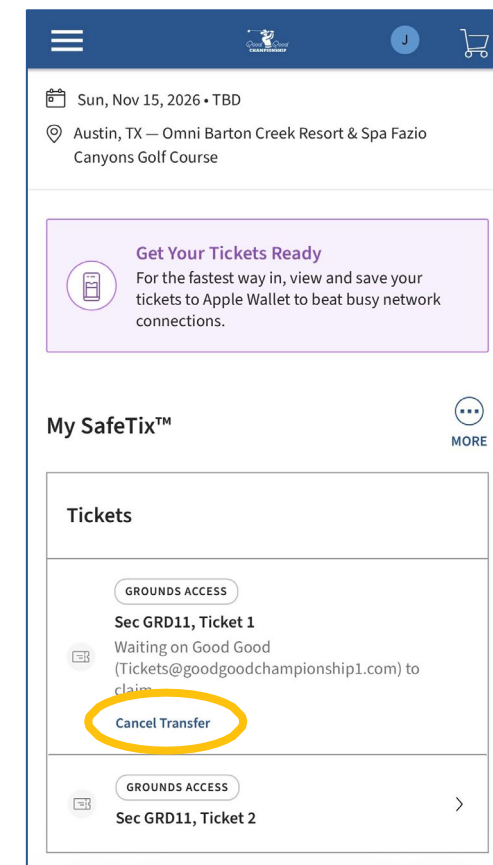 Good Good
CHAMPIONSHIP
J
Sun, Nov 15, 2026 • TBD
Austin, TX — Omni Barton Creek Resort & Spa Fazio
Canyons Golf Course
Get Your Tickets Ready
For the fastest way in, view and save your
tickets to Apple Wallet to beat busy network
connections.
My SafeTix™
MORE
Tickets
GROUNDS ACCESS
Sec GRD11, Ticket 1
Waiting on Good Good
(Tickets@goodgoodchampionship1.com) to
claim
Cancel Transfer
GROUNDS ACCESS
Sec GRD11, Ticket 2